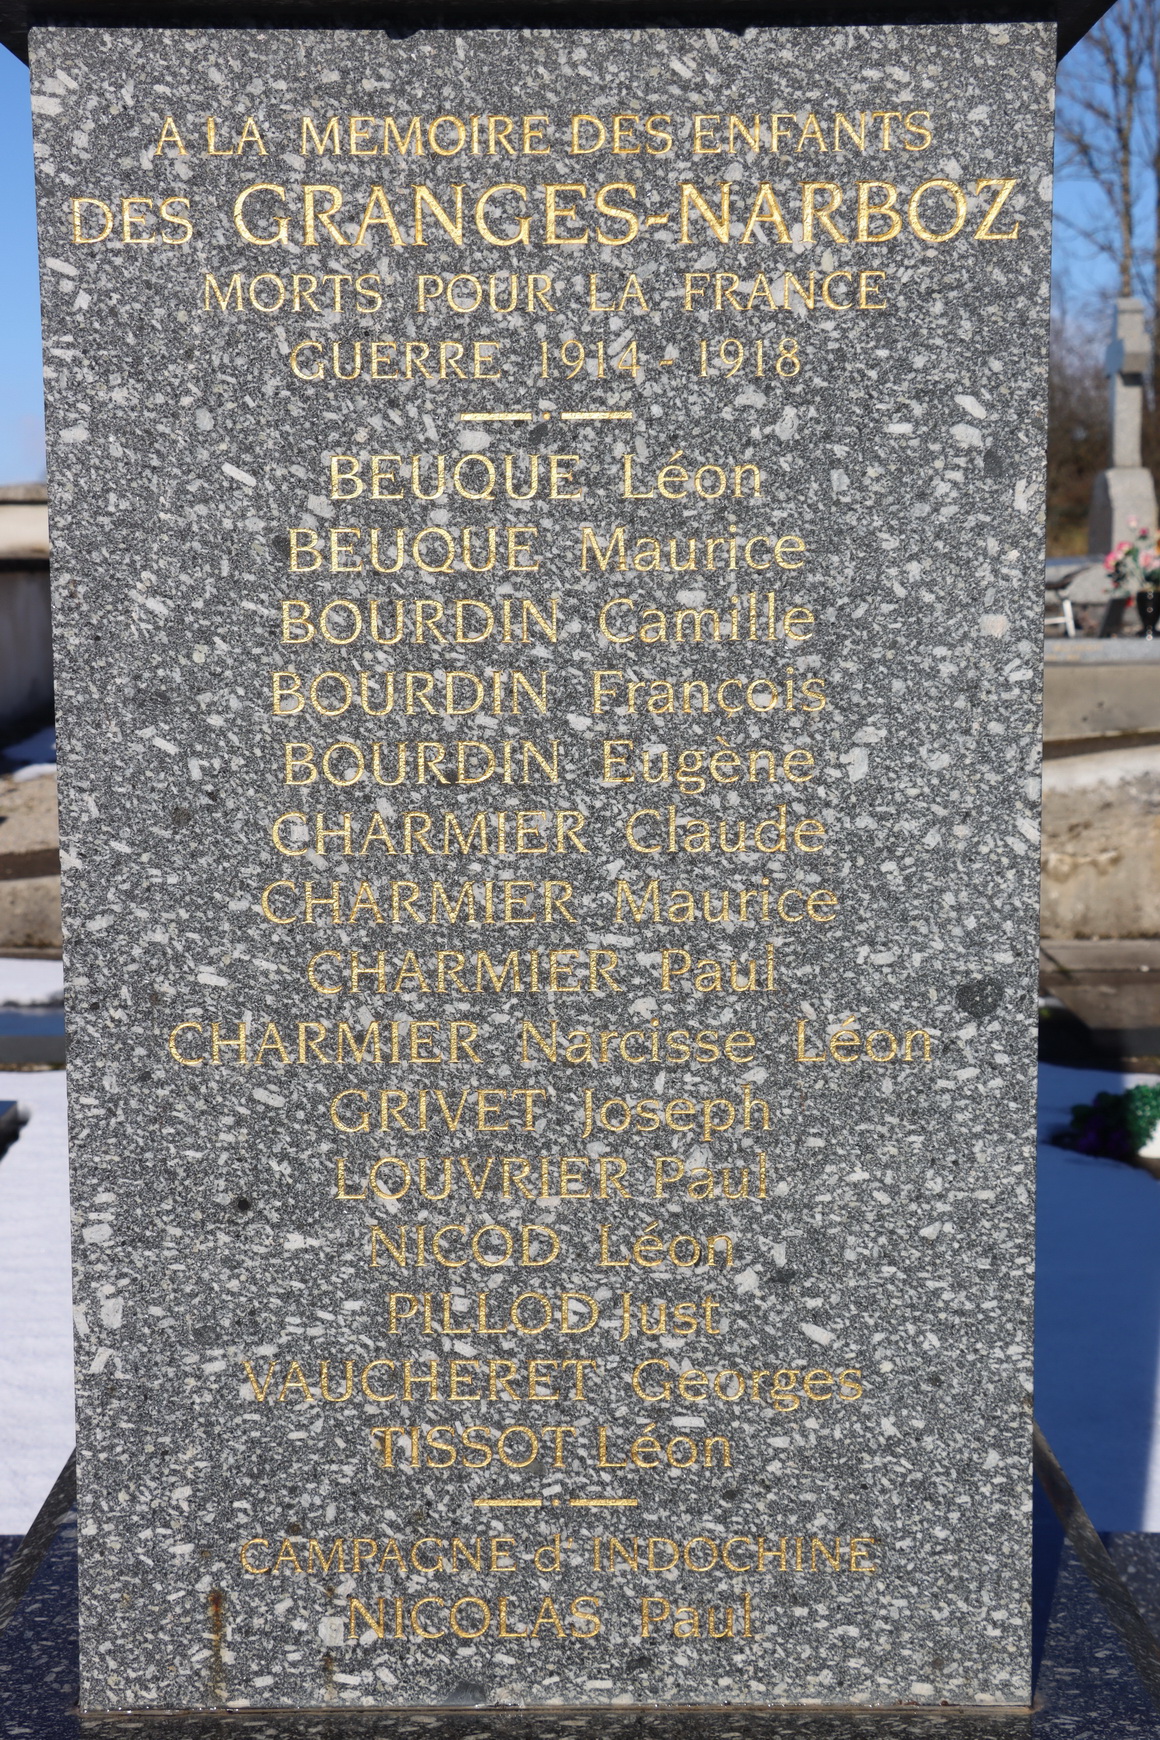 A LA MEMOIRE DES ENFANTS
DES GRANGES-NARBOZ
MORTS POUR LA FRANCE
GUERRE 1914 - 1918
BEUQUE Léon
BEUQUE Maurice
BOURDIN Camille
BOURDIN François
BOURDIN Eugène
CHARMIER Claude
CHARMIER Maurice
CHARMIER Paul
CHARMIER Narcisse Léon
GRIVET Joseph
LOUVRIER Paul
NICOD Léon
PILLOD Just
VAUCHERET Georges
TISSOT Léon
CAMPAGNE d' INDOCHINE
NICOLAS Paul